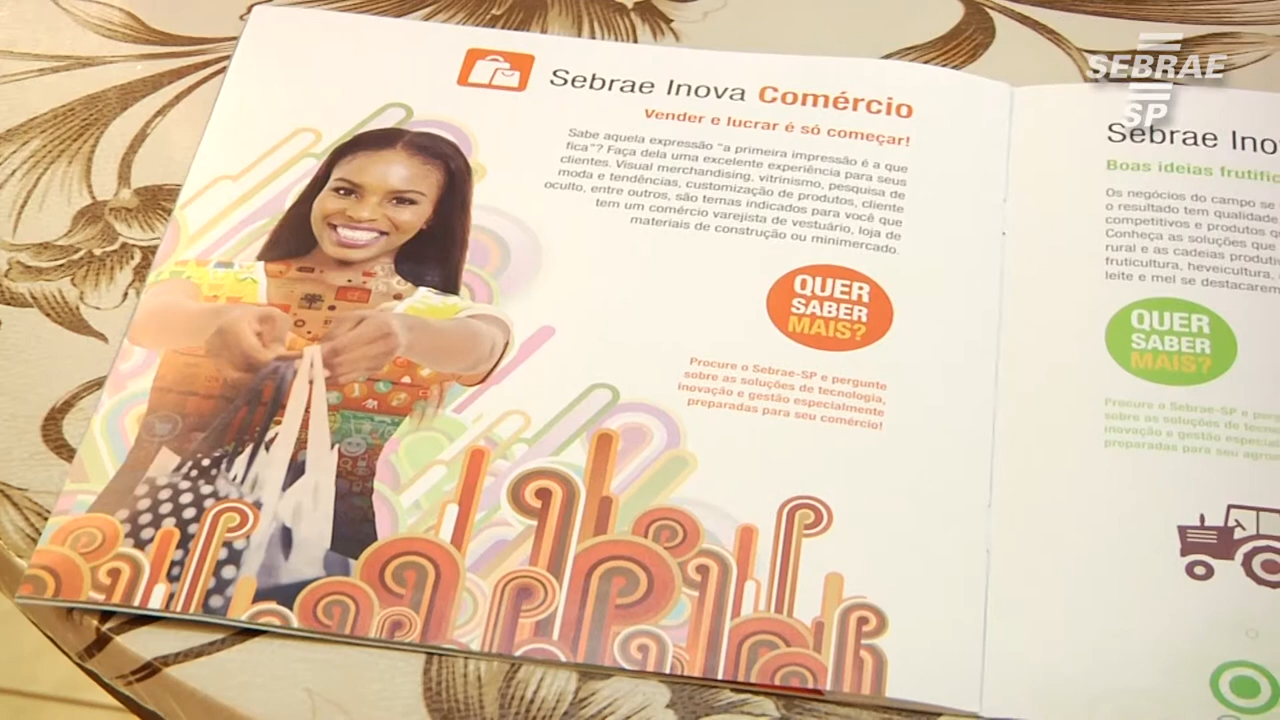 SEBRAE
SP
Sebrae Inova Comércio
Vender e lucrar é só começar!
Sabe aquela expressão "a primeira impressão é a que
fica"? Faça dela uma excelente experiência para seus
clientes. Visual merchandising, vitrinismo, pesquisa de
moda e tendências, customização de produtos, cliente
oculto, entre outros, são temas indicados para você que
tem um comércio varejista de vestuário, loja de
materiais de construção ou minimercado.
QUER
SABER
MAIS?
Procure o Sebrae-SP e pergunte
sobre as soluções de tecnologia,
inovação e gestão especialmente
preparadas para seu comércio!
Sebrae Ino
Boas ideias frutific
Os negócios do campo se
o resultado tem qualidade,
competitivos e produtos qu
Conheça as soluções que
rural e as cadeias produtiv
fruticultura, heveicultura,
leite e mel se destacarem
QUER
SABER
MAIS?
Procure o Sebrae-SP e perg
sobre as soluções de tecno
inovação e gestão especial
preparadas para seu agro